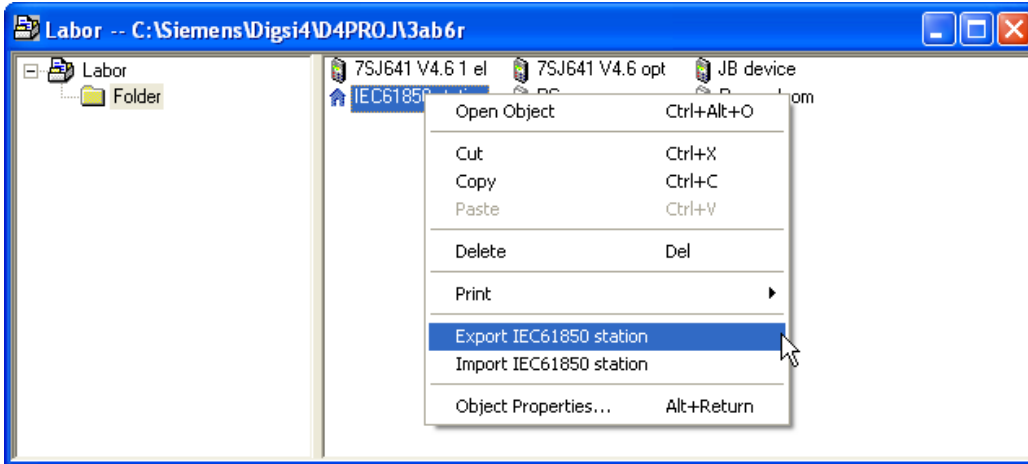 Labor -- C:\Siemens\Digsi4\D4PROJ\3ab6r
Labor
Folder
7SJ641 V4.6 1 el 7SJ641 V4.6 opt JB device
IEC61850
Open Object Ctrl+Alt+O
Cut Ctrl+X
Copy Ctrl+C
Paste Ctrl+V
Delete Del
Print
Export IEC61850 station
Import IEC61850 station
Object Properties... Alt+Return